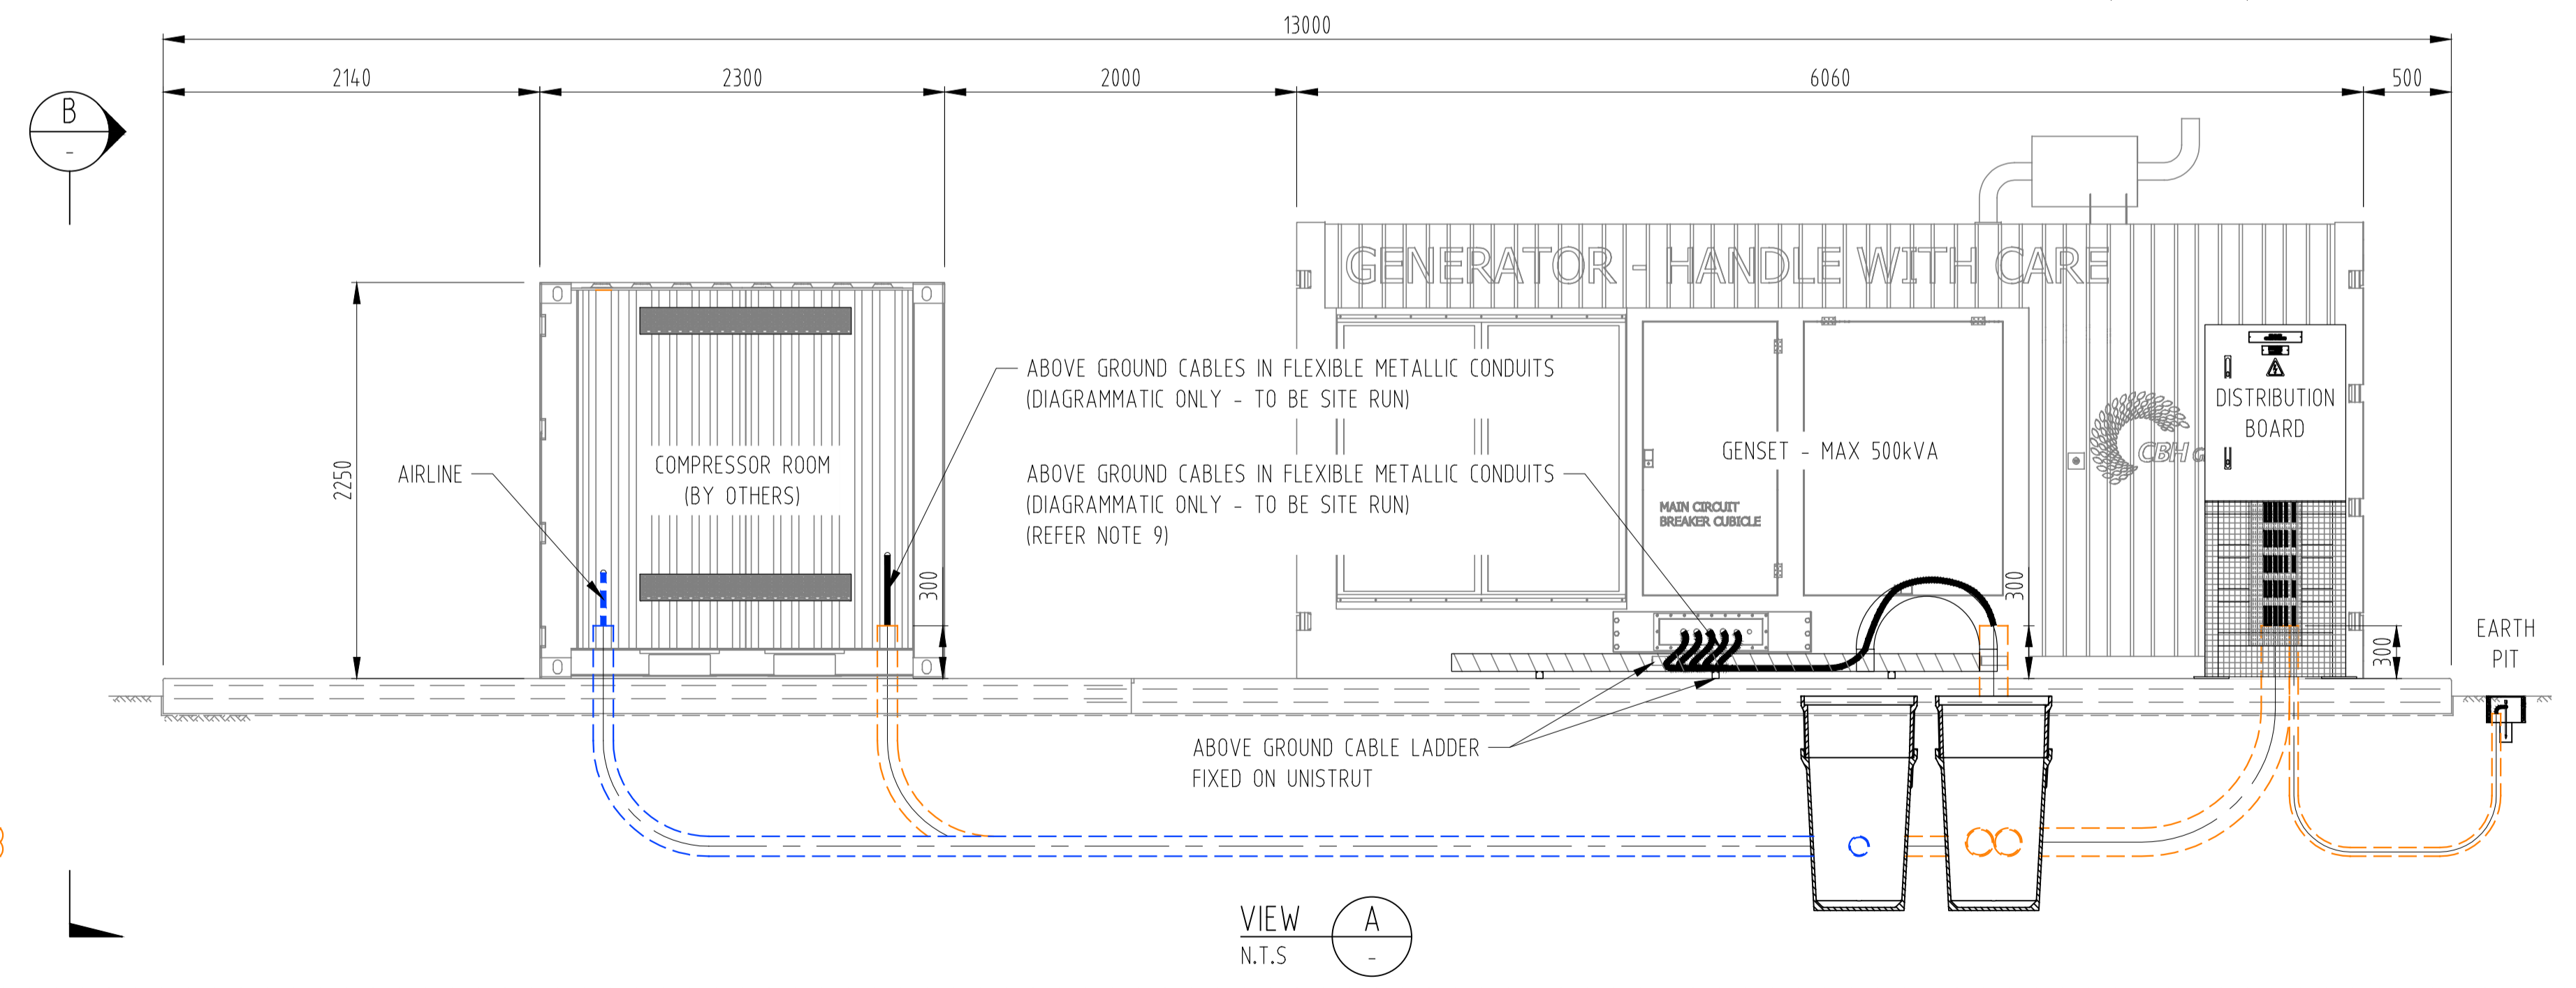 13000
2140
2300
2000
6060
500
B
-
GENERATOR - HANDLE WITH CARE
ABOVE GROUND CABLES IN FLEXIBLE METALLIC CONDUITS
(DIAGRAMMATIC ONLY - TO BE SITE RUN)
DISTRIBUTION
BOARD
CBH G
GENSET - MAX 500kVA
2250
AIRLINE
COMPRESSOR ROOM
(BY OTHERS)
ABOVE GROUND CABLES IN FLEXIBLE METALLIC CONDUITS
(DIAGRAMMATIC ONLY - TO BE SITE RUN)
(REFER NOTE 9)
MAIN CIRCUIT
BREAKER CUBICLE
300
300
300
EARTH
PIT
ABOVE GROUND CABLE LADDER
FIXED ON UNISTRUT
VIEW
N.T.S
A
-